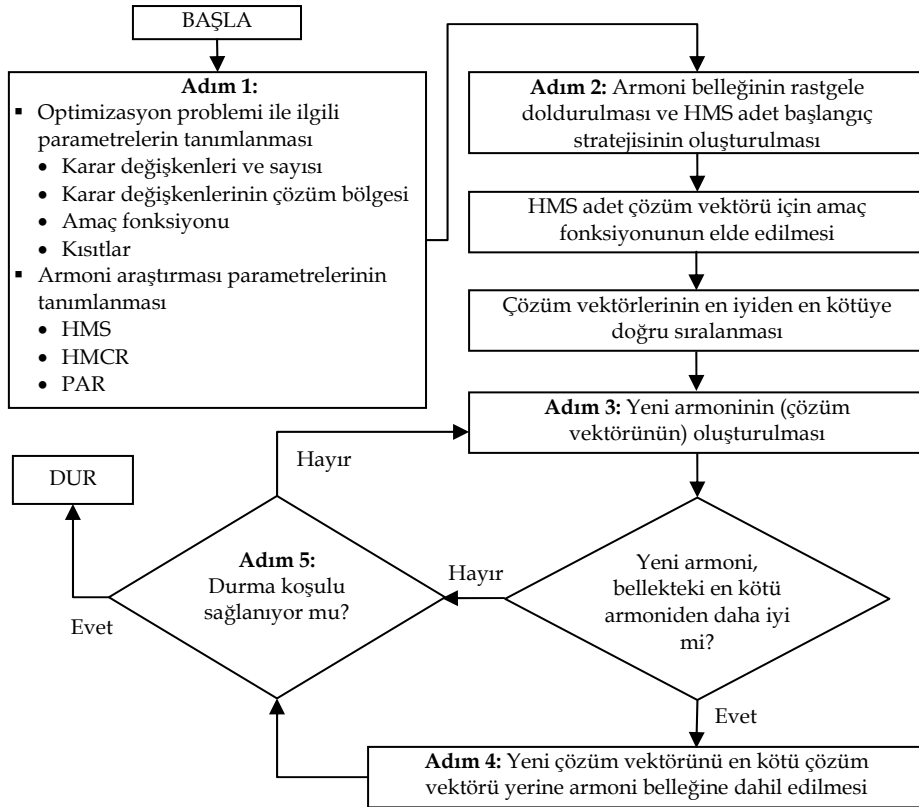 BAŞLA
Adım 1:
▪ Optimizasyon problemi ile ilgili
parametrelerin tanımlanması
• Karar değişkenleri ve sayısı
• Karar değişkenlerinin çözüm bölgesi
• Amaç fonksiyonu
• Kısıtlar
▪ Armoni araştırması parametrelerinin
tanımlanması
• HMS
• HMCR
• PAR
Adım 2: Armoni belleğinin rastgele
doldurulması ve HMS adet başlangıç
stratejisinin oluşturulması
HMS adet çözüm vektörü için amaç
fonksiyonunun elde edilmesi
Çözüm vektörlerinin en iyiden en kötüye
doğru sıralanması
Adım 3: Yeni armoninin (çözüm
vektörünün) oluşturulması
Yeni armoni,
bellekteki en kötü
armoniden daha iyi
mi?
Hayır
Evet
Adım 4: Yeni çözüm vektörünü en kötü çözüm
vektörü yerine armoni belleğine dahil edilmesi
Adım 5:
Durma koşulu
sağlanıyor mu?
Hayır
Evet
DUR